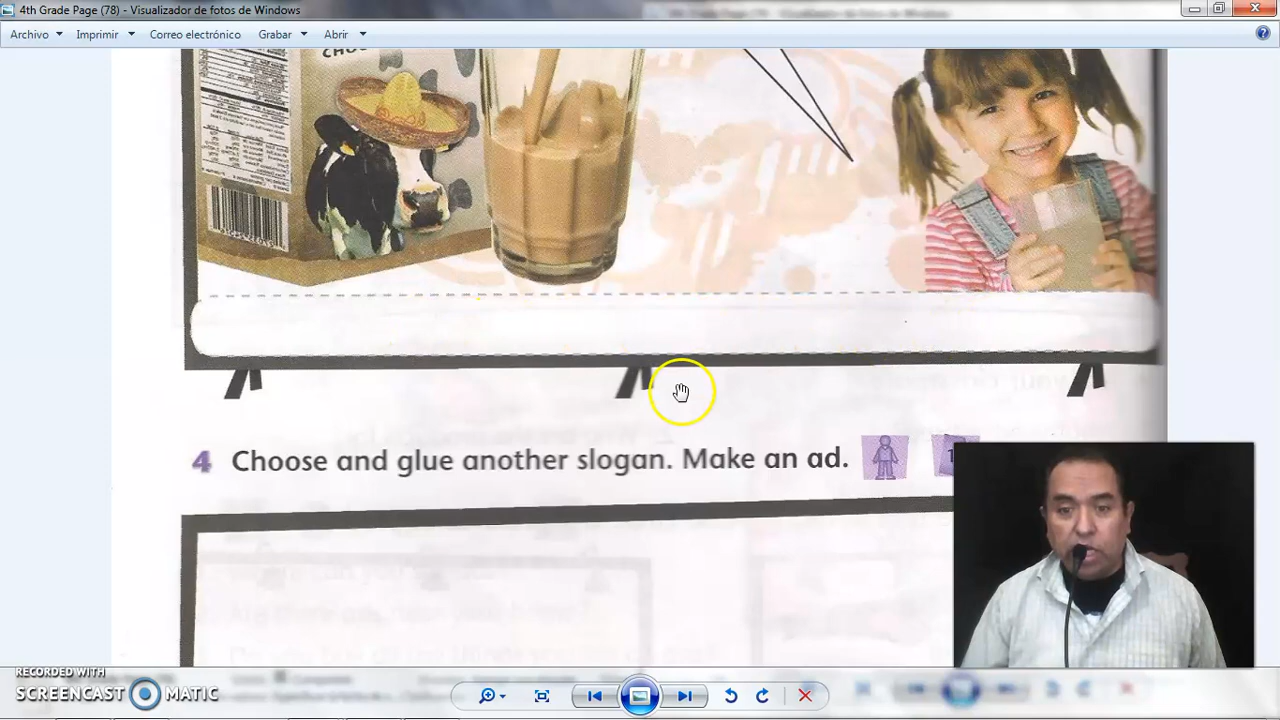 4th Grade Page (78) - Visualizador de fotos de Windows
Archivo Imprimir Correo electrónico Grabar Abrir
4 Choose and glue another slogan. Make an ad.
RECORDED WITH
SCREENCAST MATIC